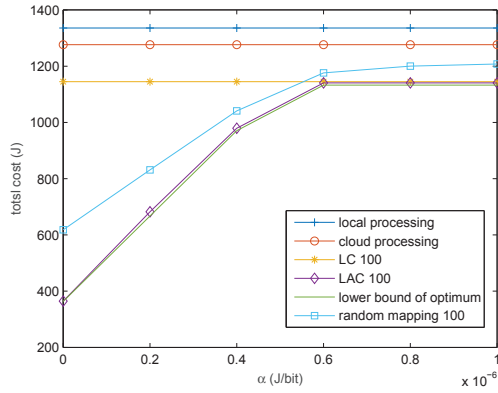 1400
1200
1000
800
600
400
200
totsl cost (J)
local processing
cloud processing
LC 100
LAC 100
lower bound of optimum
random mapping 100
0 0.2 0.4 0.6 0.8 1
α (J/bit)
x 10⁻⁶